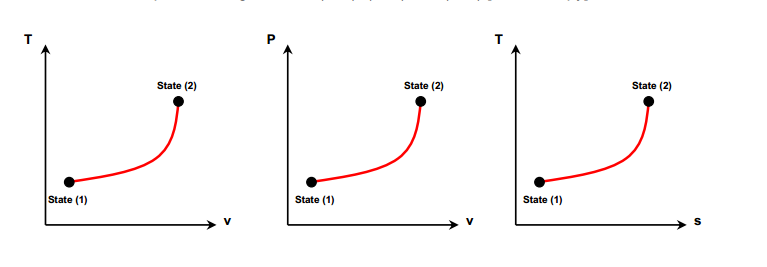 T
State (2)
State (1)
v
P
State (2)
State (1)
v
T
State (2)
State (1)
s